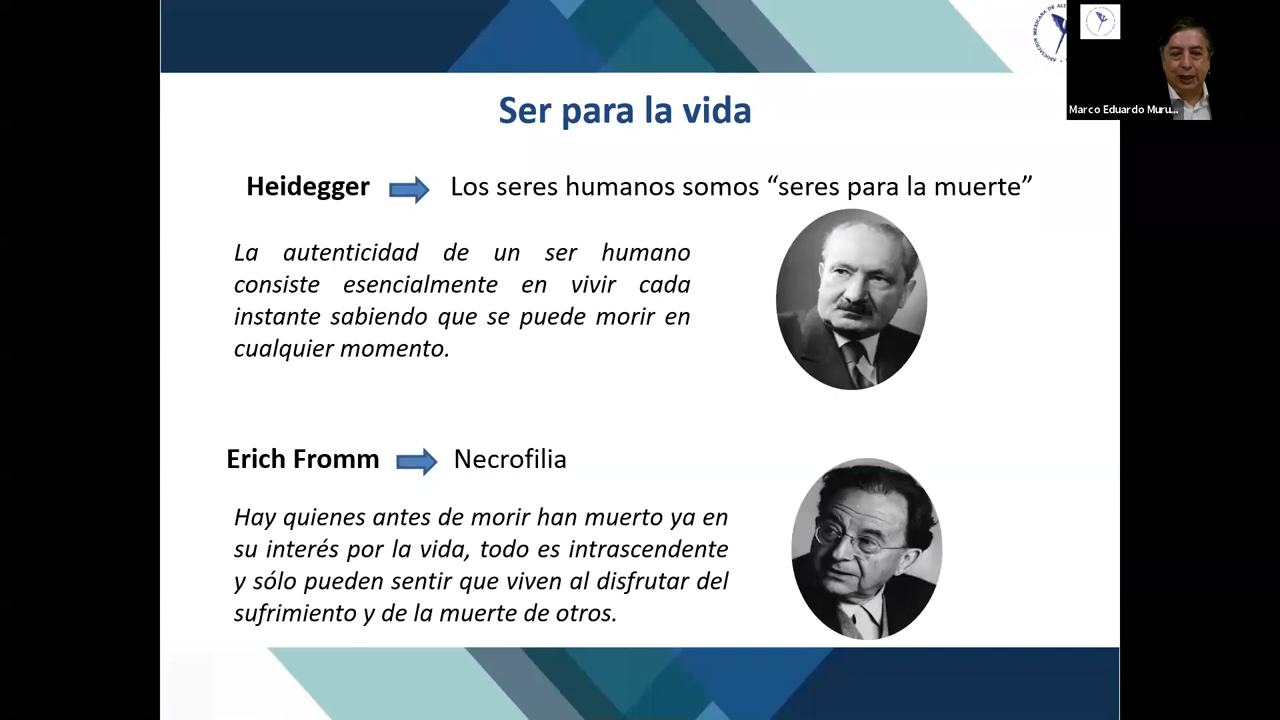 Ser para la vida
Heidegger
Los seres humanos somos “seres para la muerte”
La autenticidad de un ser humano
consiste esencialmente en vivir cada
instante sabiendo que se puede morir en
cualquier momento.
Erich Fromm
Necrofilia
Hay quienes antes de morir han muerto ya en
su interés por la vida, todo es intrascendente
y sólo pueden sentir que viven al disfrutar del
sufrimiento y de la muerte de otros.
Marco Eduardo Muru...